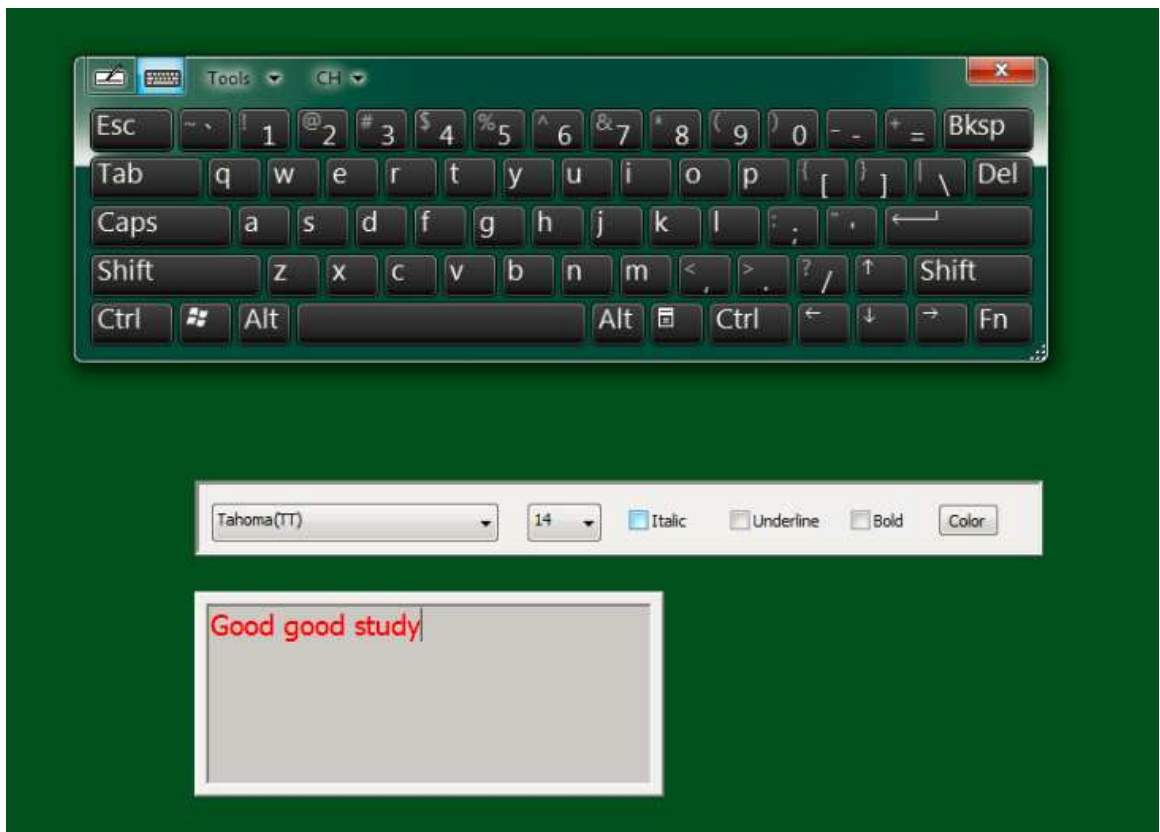 Tools CH
Esc ~ ` ! 1 @ 2 # 3 $ 4 % 5 ^ 6 & 7 * 8 ( 9 ) 0 - - + = Bksp
Tab q w e r t y u i o p { [ } ] | \ Del
Caps a s d f g h j k l : ; " ' ←
Shift z x c v b n m < , > . ? / ↑ Shift
Ctrl Alt Alt Ctrl ← ↓ → Fn
Tahoma(TT) 14 Italic Underline Bold Color
Good good study